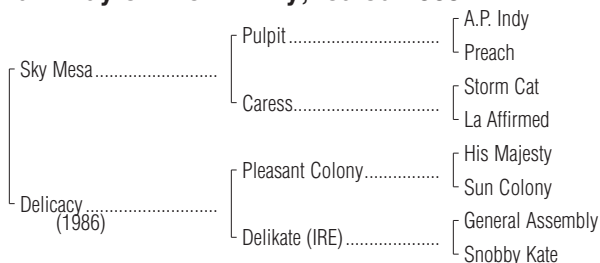 A.P. Indy
Pulpit
Preach
Sky Mesa
Storm Cat
Caress
La Affirmed
His Majesty
Pleasant Colony
Sun Colony
Delicacy
(1986)
General Assembly
Delikate (IRE)
Snobby Kate